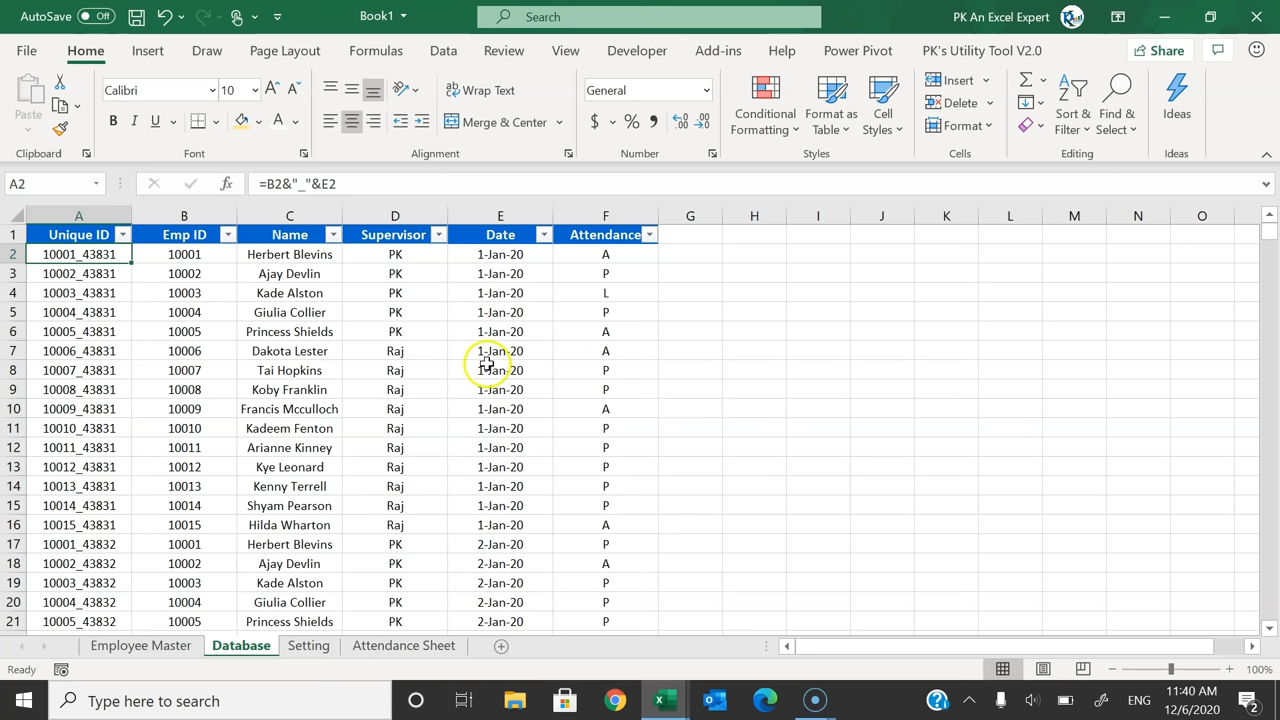 AutoSave Off Book1 Search PK An Excel Expert
File Home Insert Draw Page Layout Formulas Data Review View Developer Add-ins Help Power Pivot PK's Utility Tool V2.0 Share
Paste Calibri 10 Wrap Text General Conditional Formatting Format as Table Cell Styles Insert Sort & Filter Find & Select Ideas
B I U Merge & Center $ % Delete
Format
Clipboard Font Alignment Number Styles Cells Editing Ideas
A2 fx =B2&"_"&E2
A B C D E F G H I J K L M N O
1 Unique ID Emp ID Name Supervisor Date Attendance
2 10001_43831 10001 Herbert Blevins PK 1-Jan-20 A
3 10002_43831 10002 Ajay Devlin PK 1-Jan-20 P
4 10003_43831 10003 Kade Alston PK 1-Jan-20 L
5 10004_43831 10004 Giulia Collier PK 1-Jan-20 P
6 10005_43831 10005 Princess Shields PK 1-Jan-20 A
7 10006_43831 10006 Dakota Lester Raj 1-Jan-20 A
8 10007_43831 10007 Tai Hopkins Raj 1-Jan-20 P
9 10008_43831 10008 Koby Franklin Raj 1-Jan-20 P
10 10009_43831 10009 Francis Mcculloch Raj 1-Jan-20 A
11 10010_43831 10010 Kadeem Fenton Raj 1-Jan-20 P
12 10011_43831 10011 Arianne Kinney Raj 1-Jan-20 P
13 10012_43831 10012 Kye Leonard Raj 1-Jan-20 P
14 10013_43831 10013 Kenny Terrell Raj 1-Jan-20 P
15 10014_43831 10014 Shyam Pearson Raj 1-Jan-20 P
16 10015_43831 10015 Hilda Wharton Raj 1-Jan-20 A
17 10001_43832 10001 Herbert Blevins PK 2-Jan-20 P
18 10002_43832 10002 Ajay Devlin PK 2-Jan-20 A
19 10003_43832 10003 Kade Alston PK 2-Jan-20 P
20 10004_43832 10004 Giulia Collier PK 2-Jan-20 P
21 10005_43832 10005 Princess Shields PK 2-Jan-20 P
Employee Master Database Setting Attendance Sheet
Ready 100%
Type here to search ENG 11:40 AM
12/6/2020 2